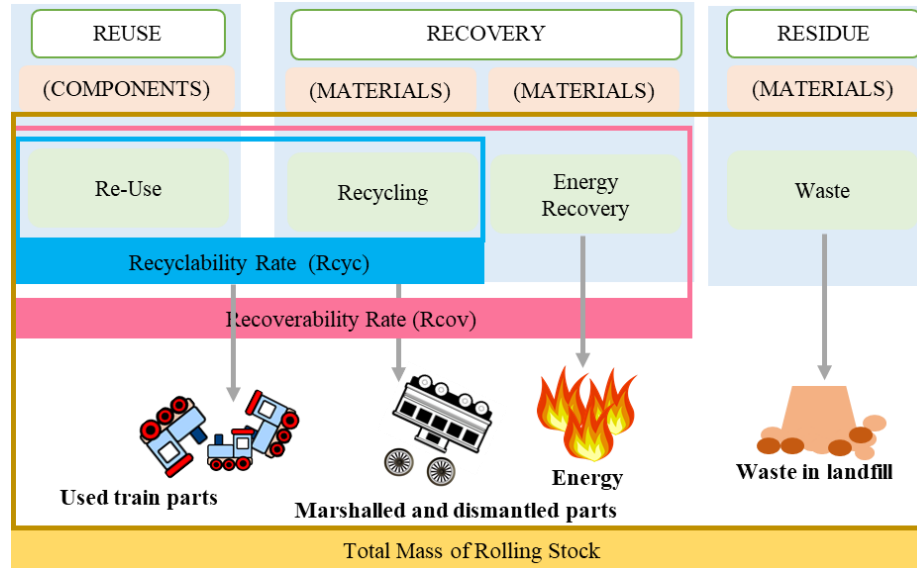 REUSE
RECOVERY
RESIDUE
(COMPONENTS)
(MATERIALS)
(MATERIALS)
(MATERIALS)
Re-Use
Recycling
Energy
Recovery
Waste
Recyclability Rate (Rcyc)
Recoverability Rate (Rcov)
Used train parts
Marshalled and dismantled parts
Energy
Waste in landfill
Total Mass of Rolling Stock